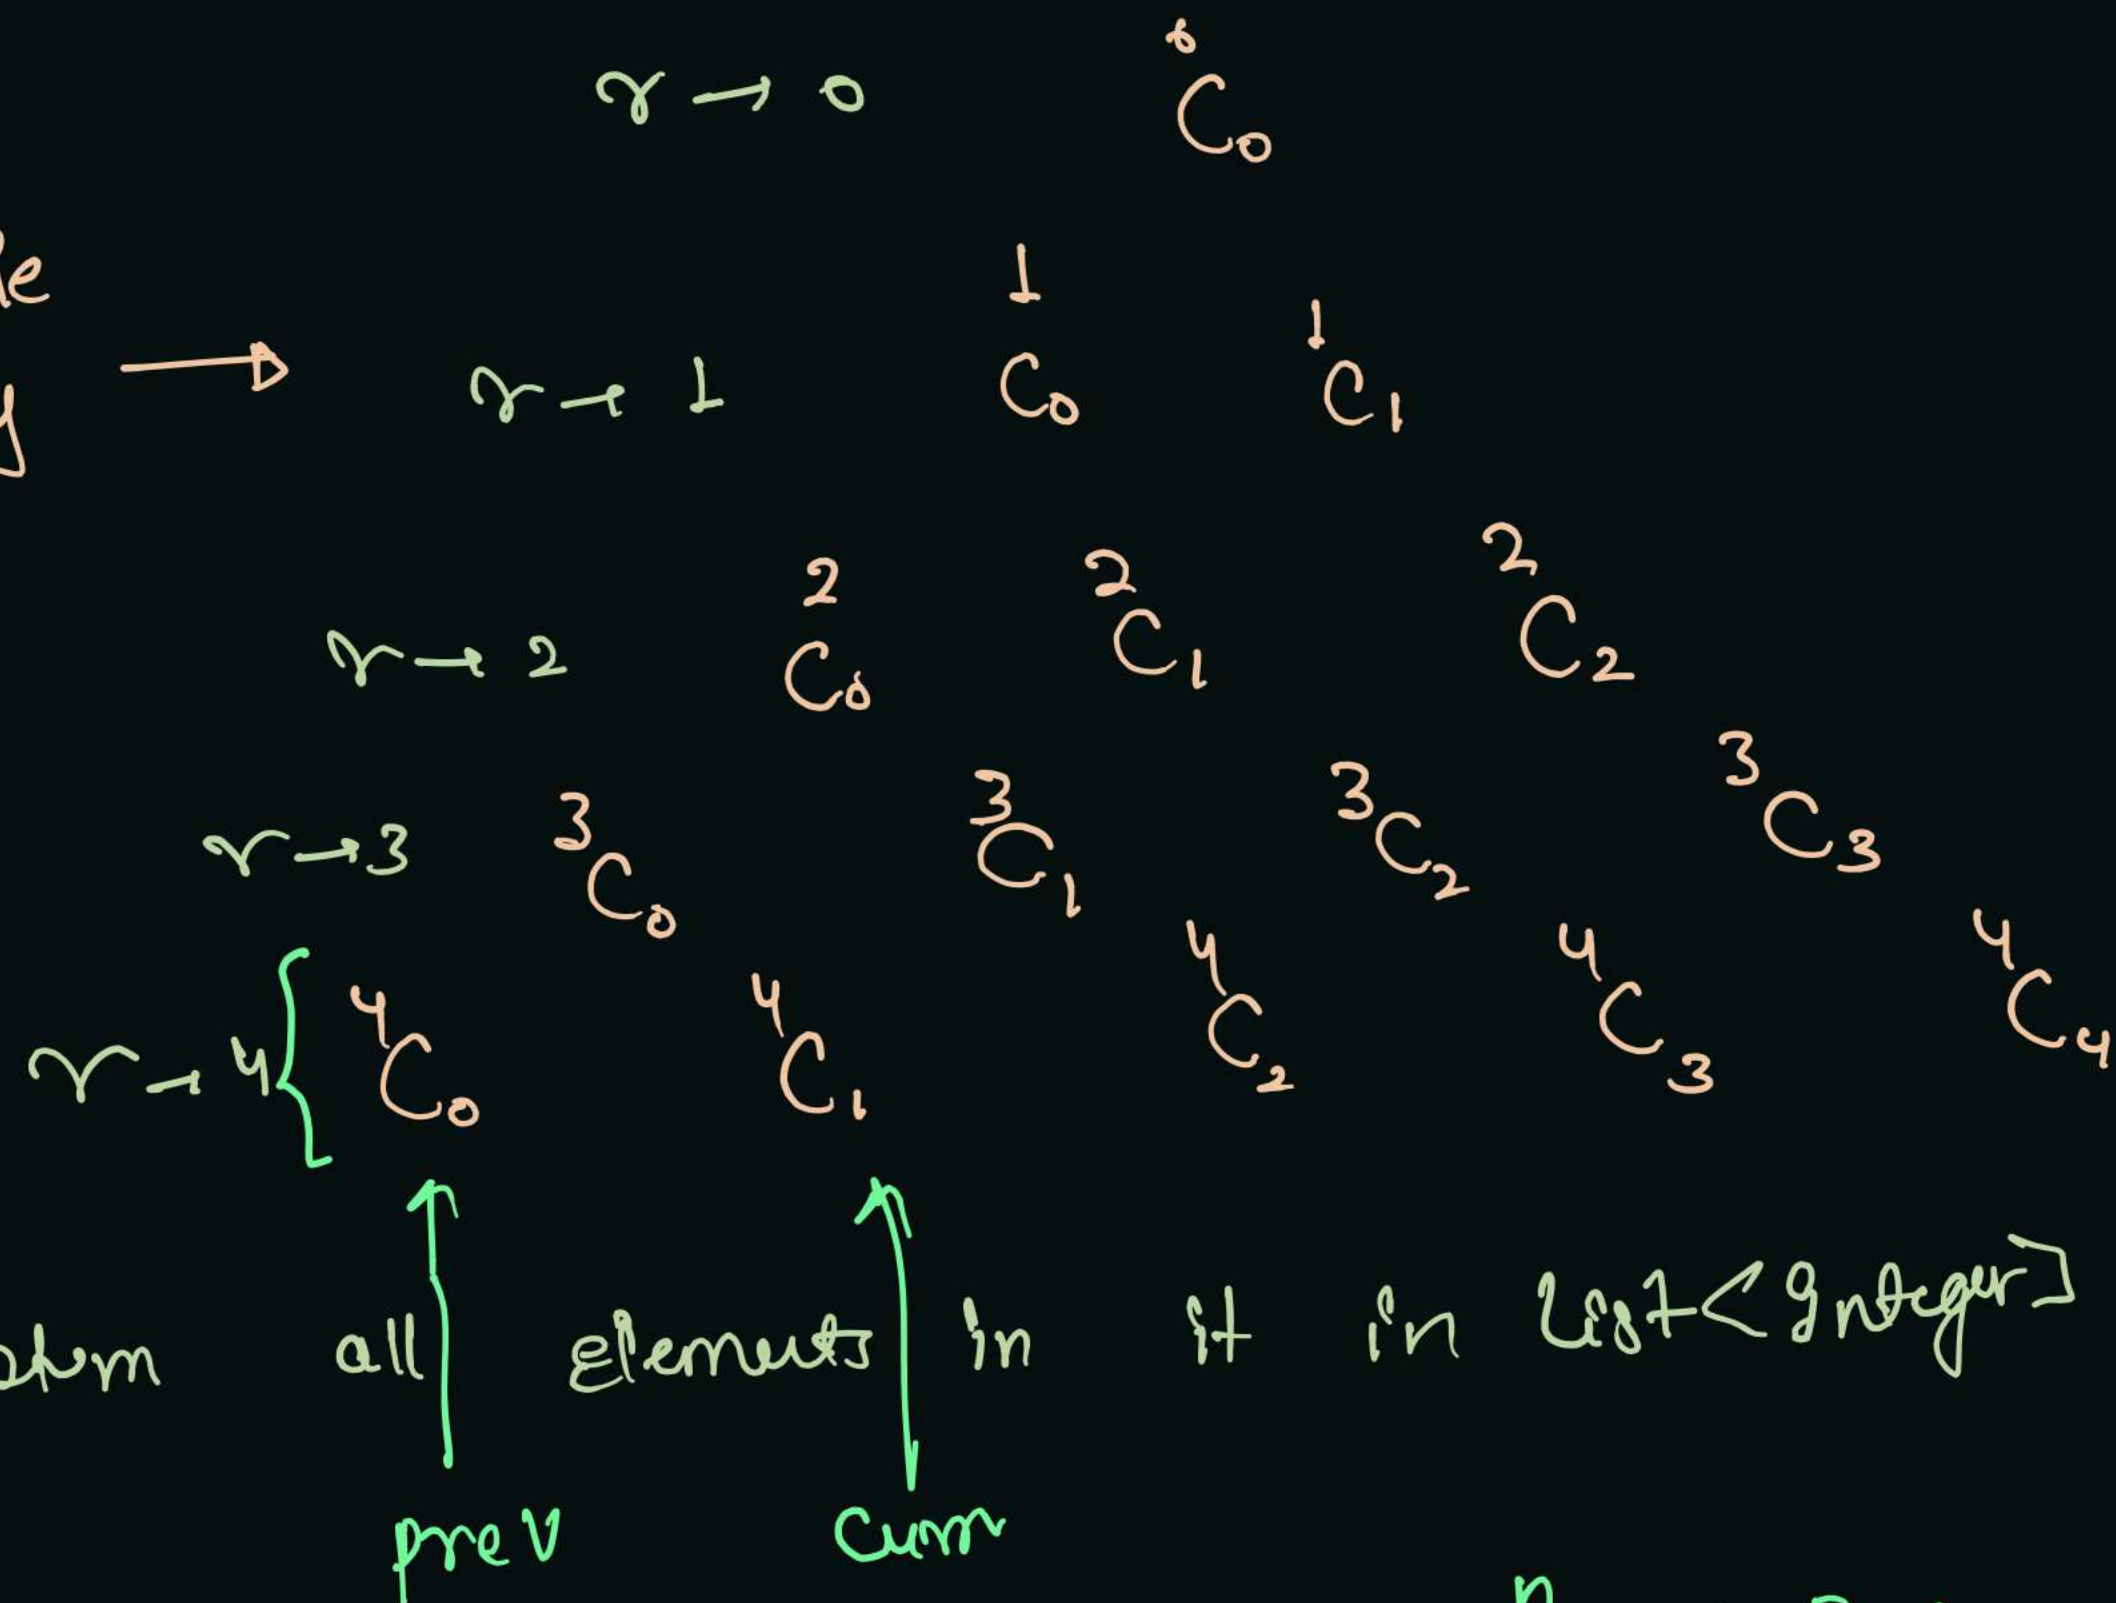 r → 0 ⁰C₀
r → 1 ¹C₀ ¹C₁
r → 2 ²C₀ ²C₁ ²C₂
r → 3 ³C₀ ³C₁ ³C₂ ³C₃
r → 4 { ⁴C₀ ⁴C₁ ⁴C₂ ⁴C₃ ⁴C₄
all elements in it in List<Integer]
prev curr
n